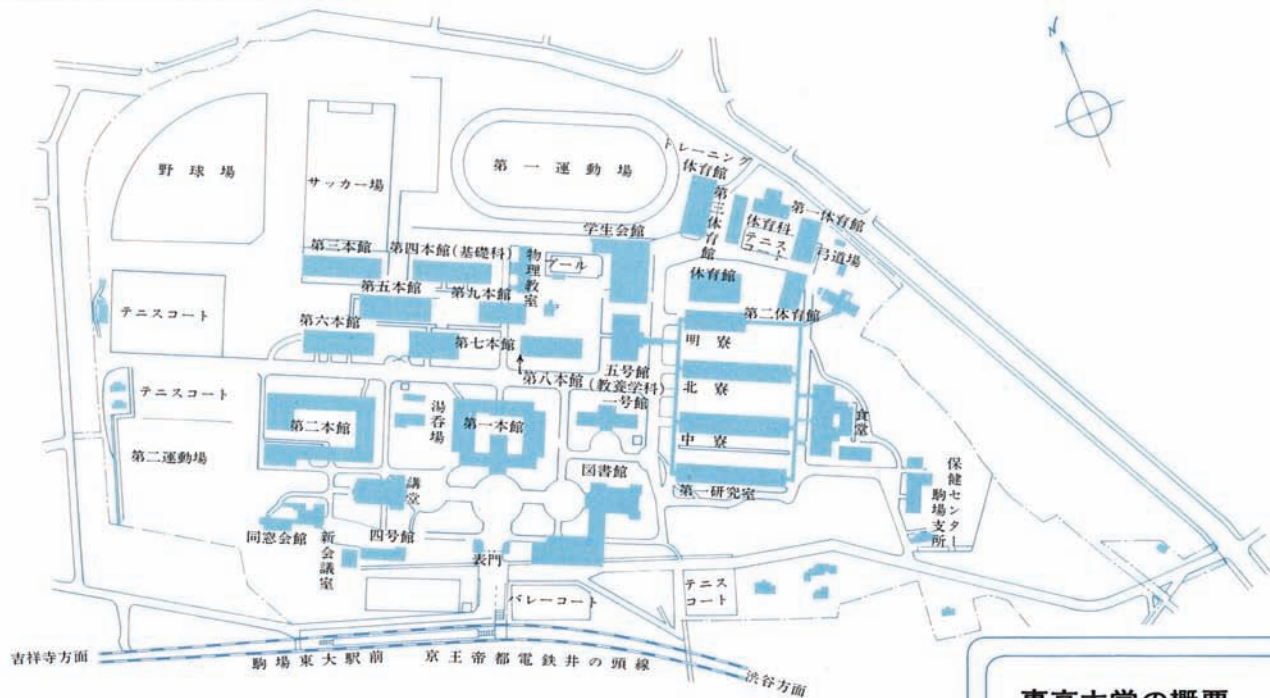 N
野球場
サッカー場
第一運動場
トレーニング
体育館
第三体育館
体育科
テニス
コート
第一体育館
弓道場
学生会館
第三本館
第四本館(基礎科)
物理教室
プール
体育館
第二体育館
第五本館
第九本館
テニスコート
第六本館
第七本館
第八本館(教養学科)
五号館
明寮
北寮
一号館
テニスコート
湯呑場
第二本館
第一本館
中寮
食堂
第二運動場
図書館
第一研究室
保健センター
駒場支所
講堂
同窓会館
新会議室
四号館
表門
テニス
コート
バレーコート
吉祥寺方面
駒場東大駅前
京王帝都電鉄井の頭線
渋谷方面